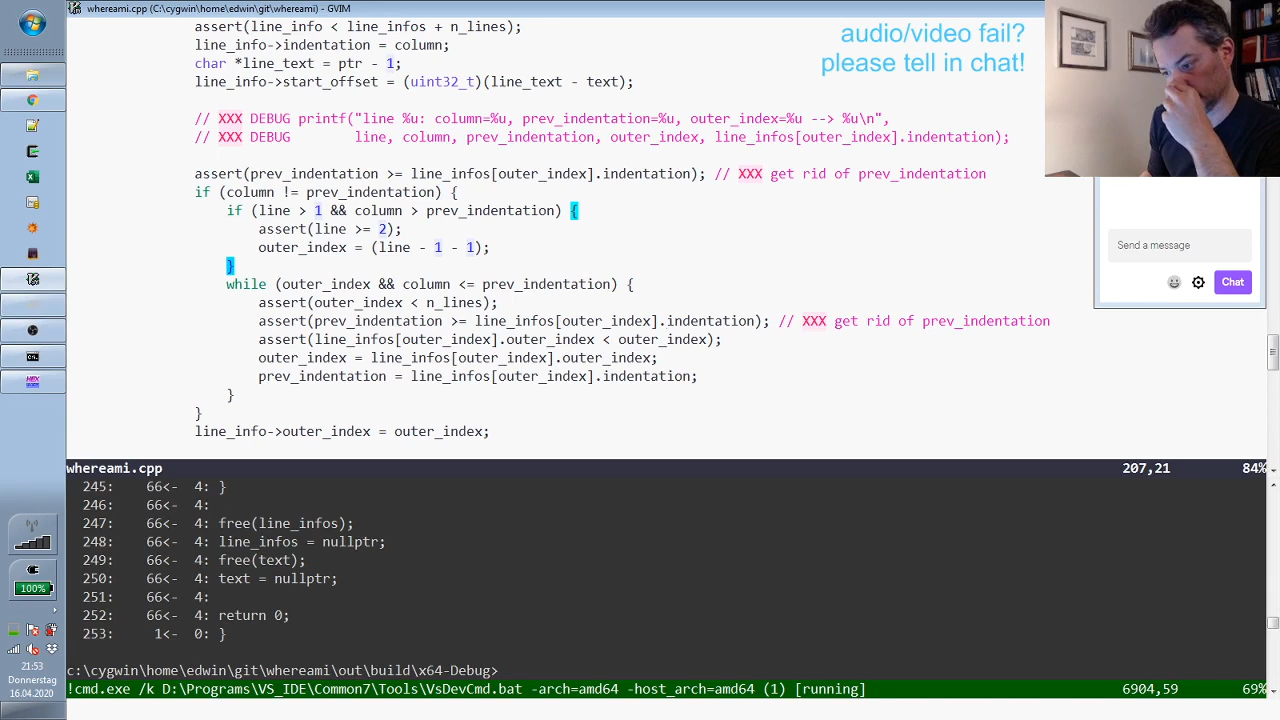 whereami.cpp (C:\cygwin\home\edwin\git\whereami) - GVIM
assert(line_info < line_infos + n_lines);
line_info->indentation = column;
char *line_text = ptr - 1;
line_info->start_offset = (uint32_t)(line_text - text);
// XXX DEBUG printf("line %u: column=%u, prev_indentation=%u, outer_index=%u --> %u\n",
// XXX DEBUG        line, column, prev_indentation, outer_index, line_infos[outer_index].indentation);
assert(prev_indentation >= line_infos[outer_index].indentation); // XXX get rid of prev_indentation
if (column != prev_indentation) {
if (line > 1 && column > prev_indentation) {
assert(line >= 2);
outer_index = (line - 1 - 1);
}
while (outer_index && column <= prev_indentation) {
assert(outer_index < n_lines);
assert(prev_indentation >= line_infos[outer_index].indentation); // XXX get rid of prev_indentation
assert(line_infos[outer_index].outer_index < outer_index);
outer_index = line_infos[outer_index].outer_index;
prev_indentation = line_infos[outer_index].indentation;
}
}
line_info->outer_index = outer_index;
audio/video fail?
please tell in chat!
Send a message
Chat
whereami.cpp 207,21 84%
245: 66<- 4: }
246: 66<- 4:
247: 66<- 4: free(line_infos);
248: 66<- 4: line_infos = nullptr;
249: 66<- 4: free(text);
250: 66<- 4: text = nullptr;
251: 66<- 4:
252: 66<- 4: return 0;
253: 1<- 0: }
c:\cygwin\home\edwin\git\whereami\out\build\x64-Debug>
!cmd.exe /k D:\Programs\VS_IDE\Common7\Tools\VsDevCmd.bat -arch=amd64 -host_arch=amd64 (1) [running] 6904,59 69%
HEX
100%
21:53
Donnerstag
16.04.2020